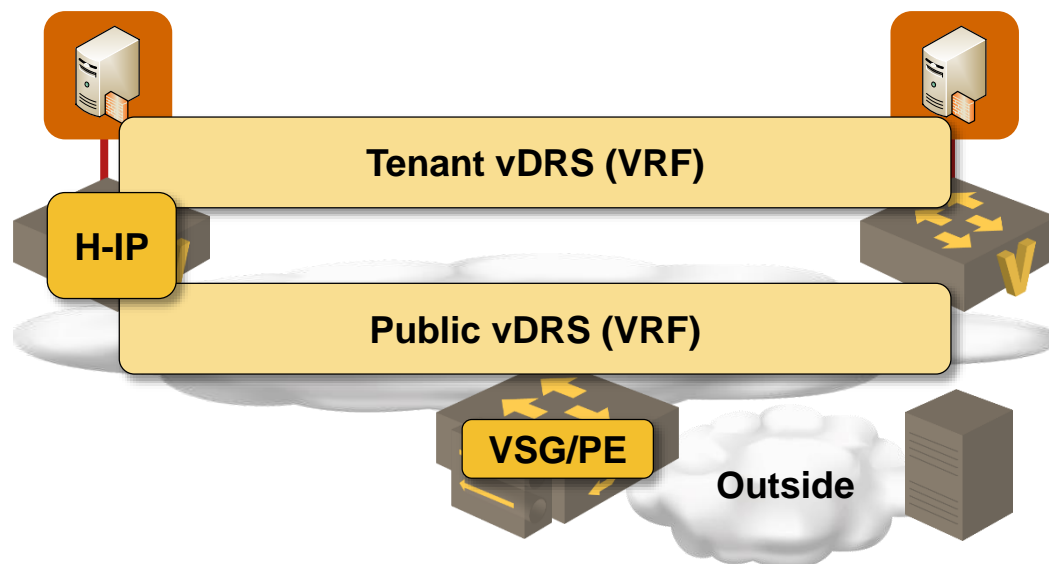 Tenant vDRS (VRF)
H-IP
V
Public vDRS (VRF)
VSG/PE
Outside